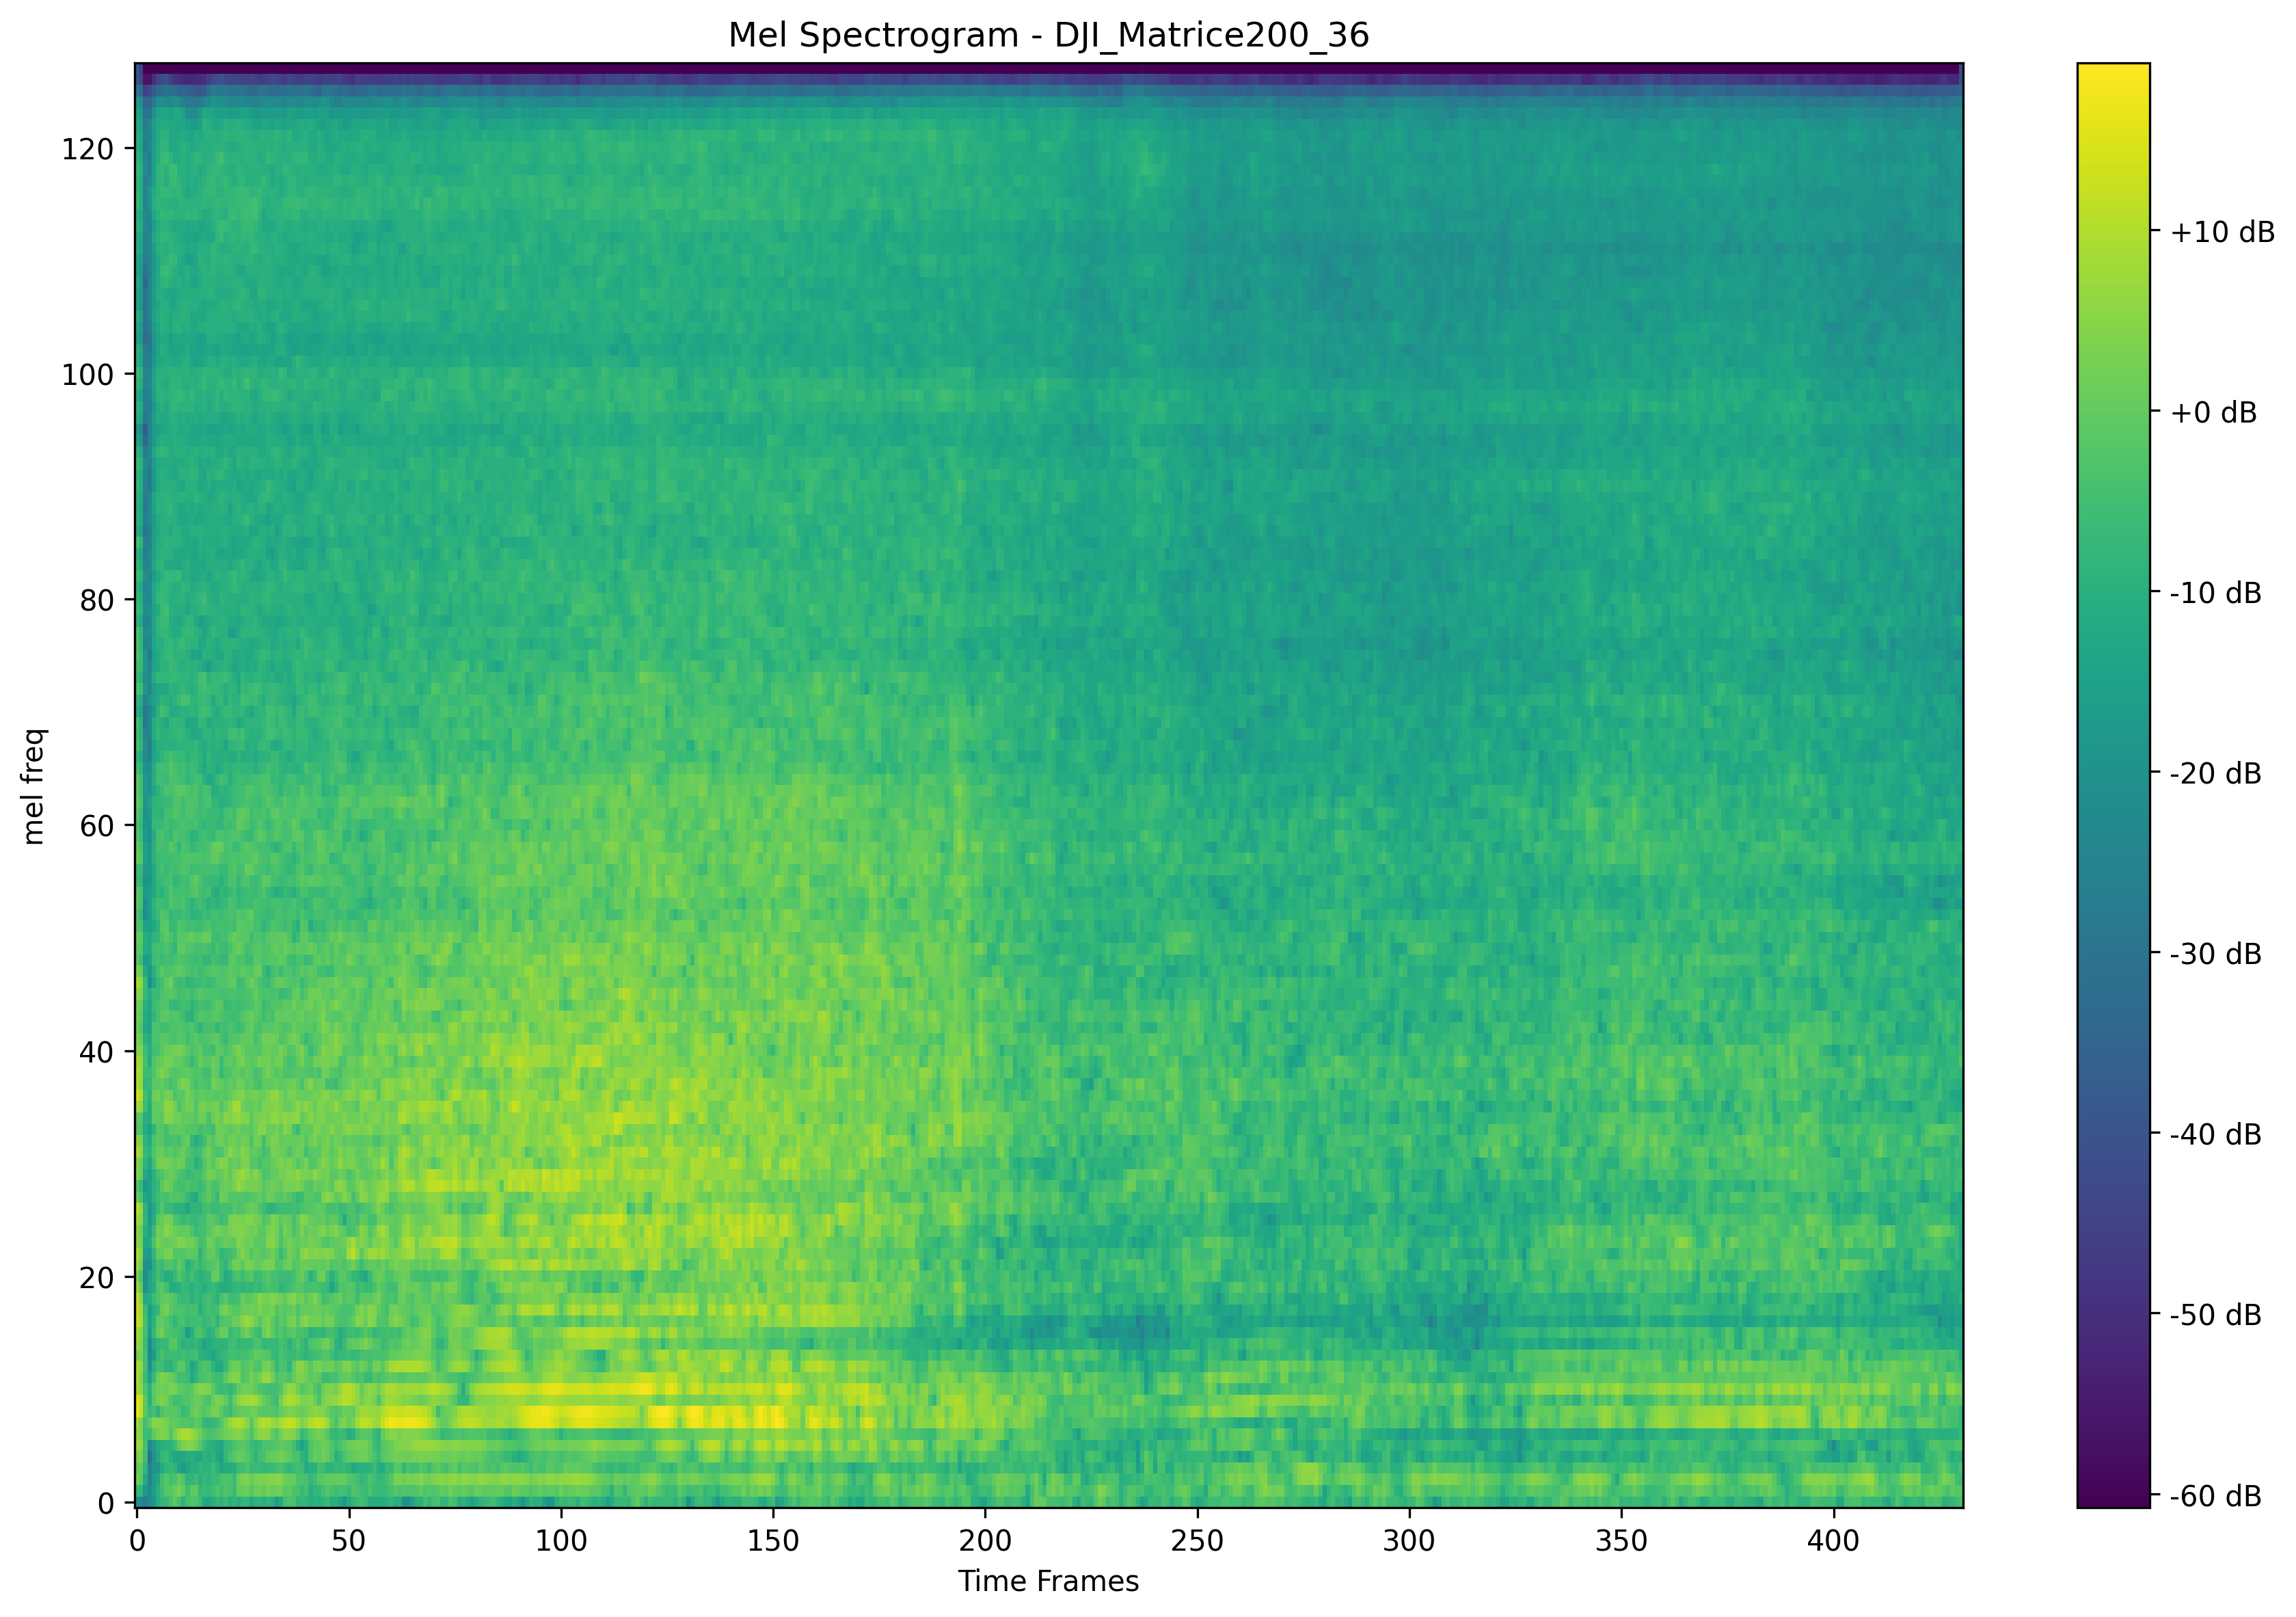 Mel Spectrogram - DJI_Matrice200_36
mel freq
120
100
80
60
40
20
0
0 50 100 150 200 250 300 350 400
Time Frames
+10 dB
+0 dB
-10 dB
-20 dB
-30 dB
-40 dB
-50 dB
-60 dB